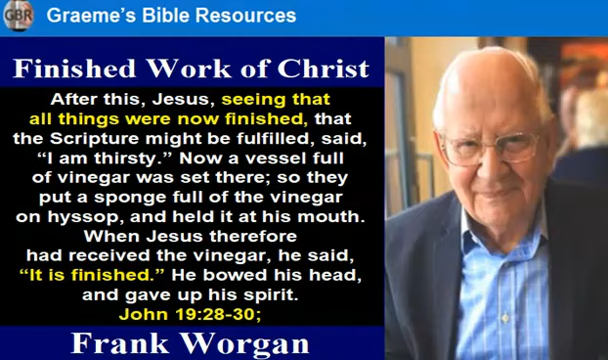 GBR
Graeme's Bible Resources
Finished Work of Christ
After this, Jesus, seeing that
all things were now finished, that
the Scripture might be fulfilled, said,
“I am thirsty.” Now a vessel full
of vinegar was set there; so they
put a sponge full of the vinegar
on hyssop, and held it at his mouth.
When Jesus therefore
had received the vinegar, he said,
“It is finished.” He bowed his head,
and gave up his spirit.
John 19:28-30;
Frank Worgan